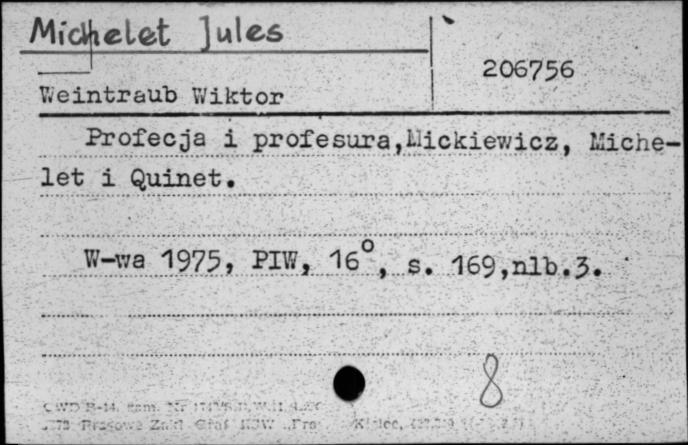 Michelet Jules
206756
Weintraub Wiktor
Profecja i profesura,Mickiewicz, Miche-
let i Quinet.
W-wa 1975, PIW, 16°, s. 169,nlb.3.
8